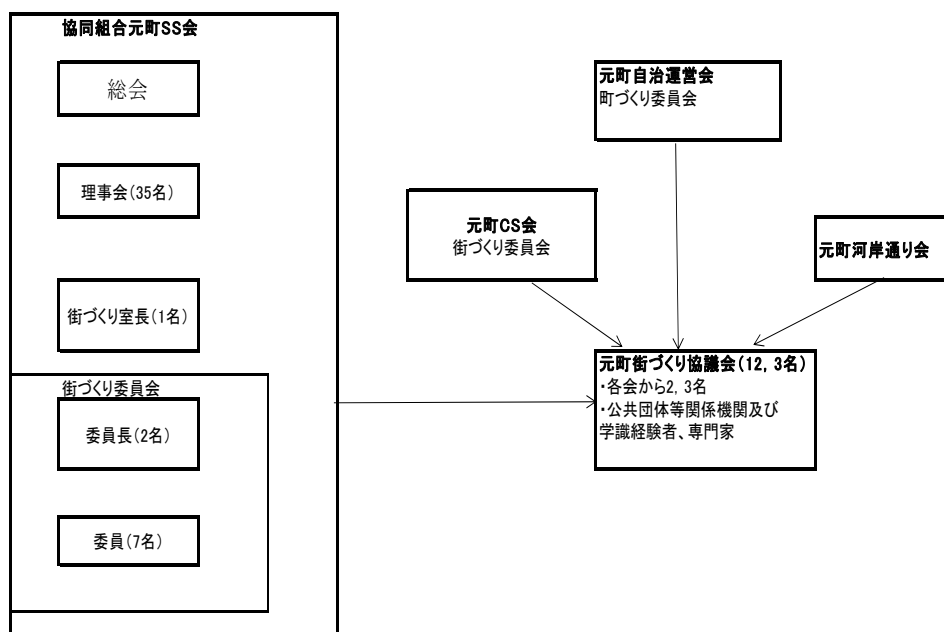 協同組合元町SS会
総会
理事会(35名)
街づくり室長(1名)
街づくり委員会
委員長(2名)
委員(7名)
元町自治運営会
町づくり委員会
元町CS会
街づくり委員会
元町河岸通り会
元町街づくり協議会(12, 3名)
・各会から2, 3名
・公共団体等関係機関及び
学識経験者、専門家